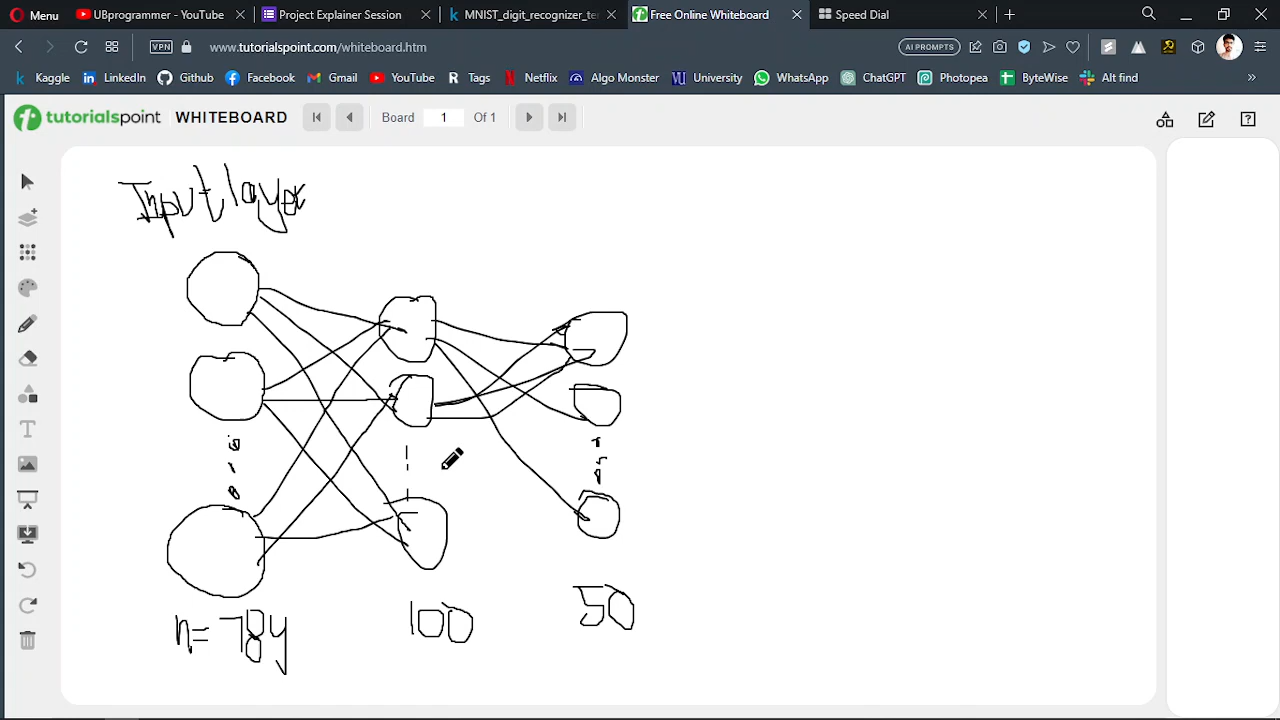 Menu
UBprogrammer - YouTube
Project Explainer Session
MNIST_digit_recognizer_te
Free Online Whiteboard
Speed Dial
VPN
www.tutorialspoint.com/whiteboard.htm
AI PROMPTS
Kaggle
LinkedIn
Github
Facebook
Gmail
YouTube
Tags
Netflix
Algo Monster
University
WhatsApp
ChatGPT
Photopea
ByteWise
Alt find
tutorialspoint WHITEBOARD
Board 1 Of 1
Input layer
n=784
100
50